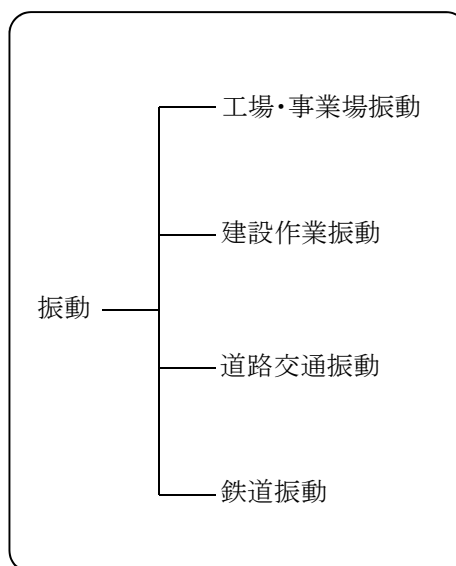 工場・事業場振動
建設作業振動
振動
道路交通振動
鉄道振動